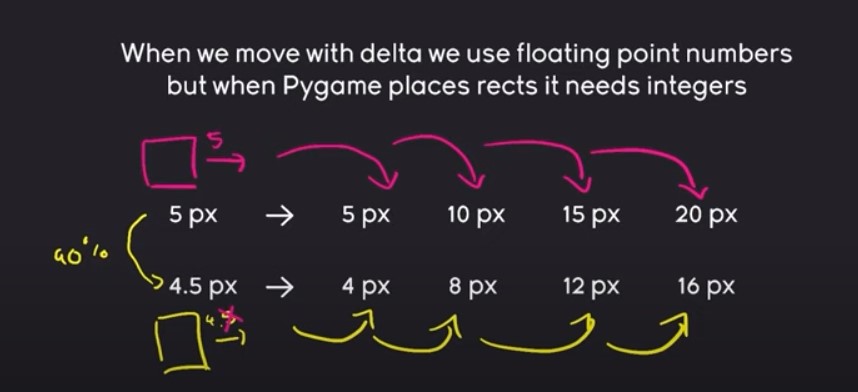 When we move with delta we use floating point numbers
but when Pygame places rects it needs integers
5
5 px → 5 px 10 px 15 px 20 px
90%
4.5 px → 4 px 8 px 12 px 16 px